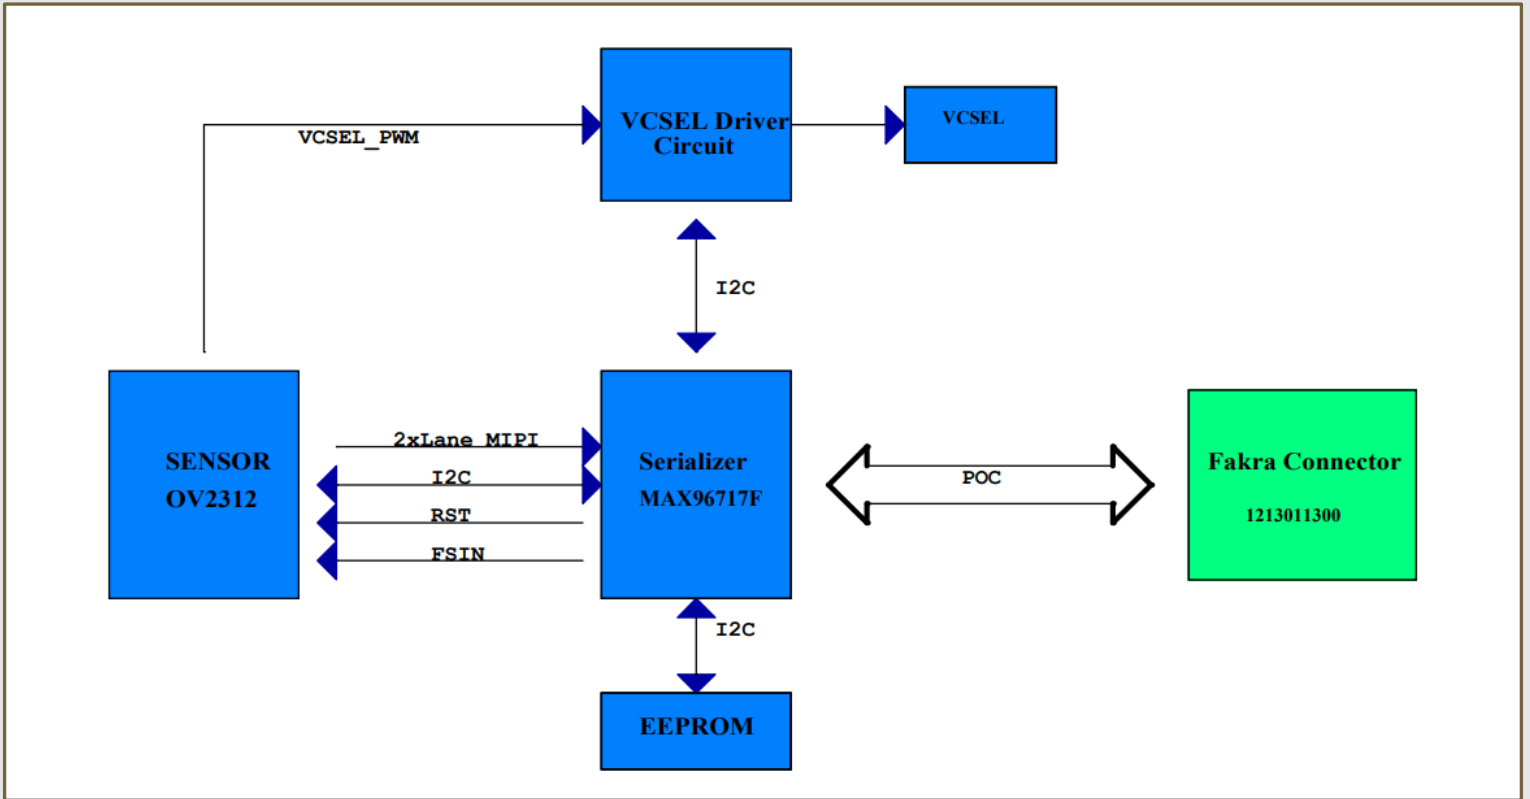 VCSEL Driver
Circuit
VCSEL
VCSEL_PWM
I2C
SENSOR
OV2312
2xLane MIPI
I2C
RST
FSIN
Serializer
MAX96717F
POC
Fakra Connector
1213011300
I2C
EEPROM